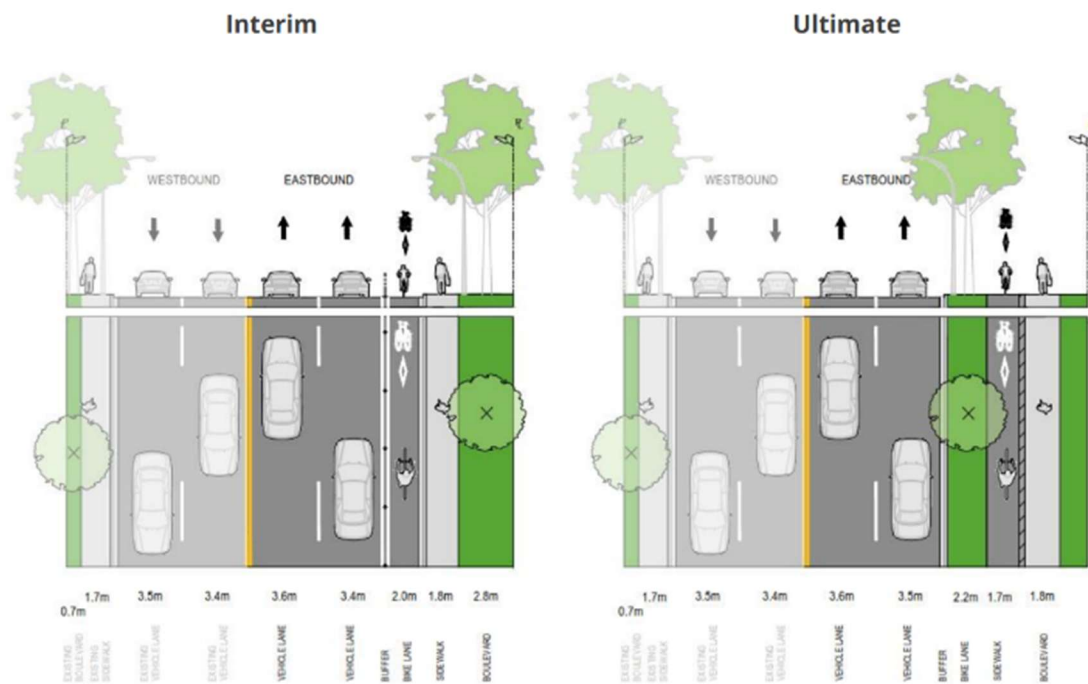 Interim
Ultimate
WESTBOUND
EASTBOUND
WESTBOUND
EASTBOUND
0.7m
1.7m
3.5m
3.4m
3.6m
3.4m
2.0m
1.8m
2.8m
0.7m
1.7m
3.5m
3.4m
3.6m
3.5m
2.2m
1.7m
1.8m
EXISTING
BOULEVARD
EXISTING
SIDEWALK
EXISTING
VEHICLE LANE
EXISTING
VEHICLE LANE
VEHICLE LANE
VEHICLE LANE
BUFFER
BIKE LANE
SIDEWALK
BOULEVARD
EXISTING
BOULEVARD
EXISTING
SIDEWALK
EXISTING
VEHICLE LANE
EXISTING
VEHICLE LANE
VEHICLE LANE
VEHICLE LANE
BUFFER
BIKE LANE
SIDEWALK
BOULEVARD